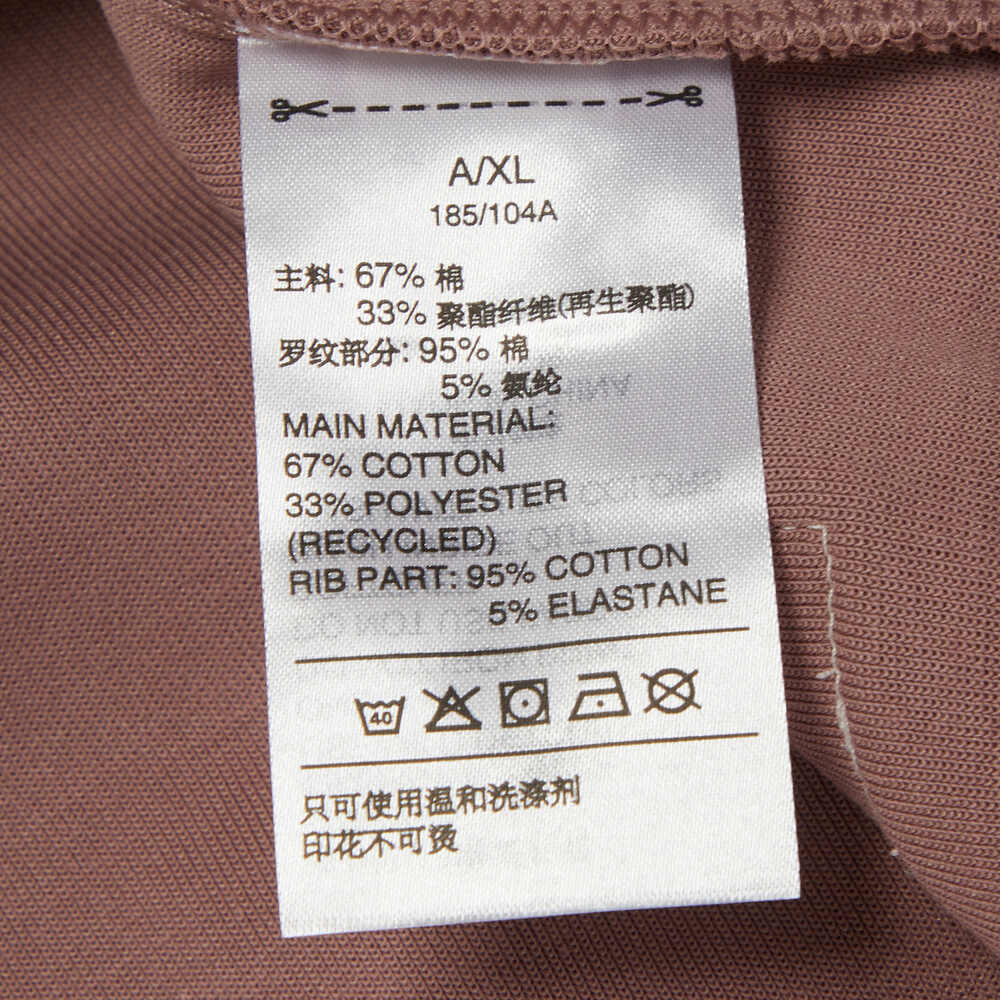 A/XL
185/104A
主料: 67% 棉
33% 聚酯纤维(再生聚酯)
罗纹部分: 95% 棉
5% 氨纶
MAIN MATERIAL:
67% COTTON
33% POLYESTER
(RECYCLED)
RIB PART: 95% COTTON
5% ELASTANE
40
只可使用温和洗涤剂
印花不可烫